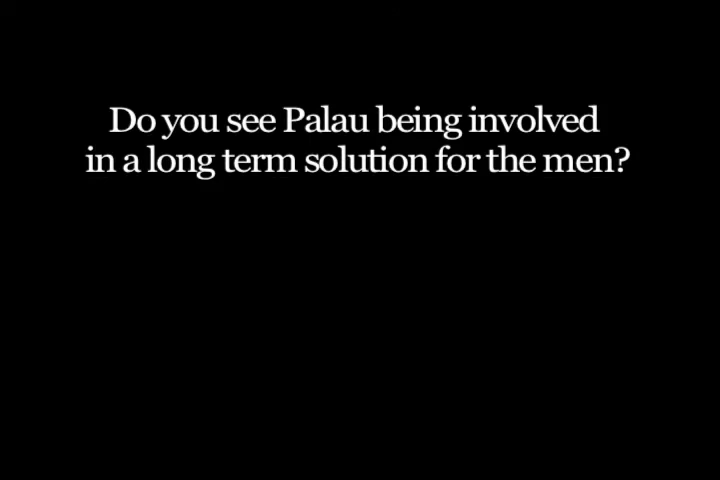 Do you see Palau being involved
in a long term solution for the men?